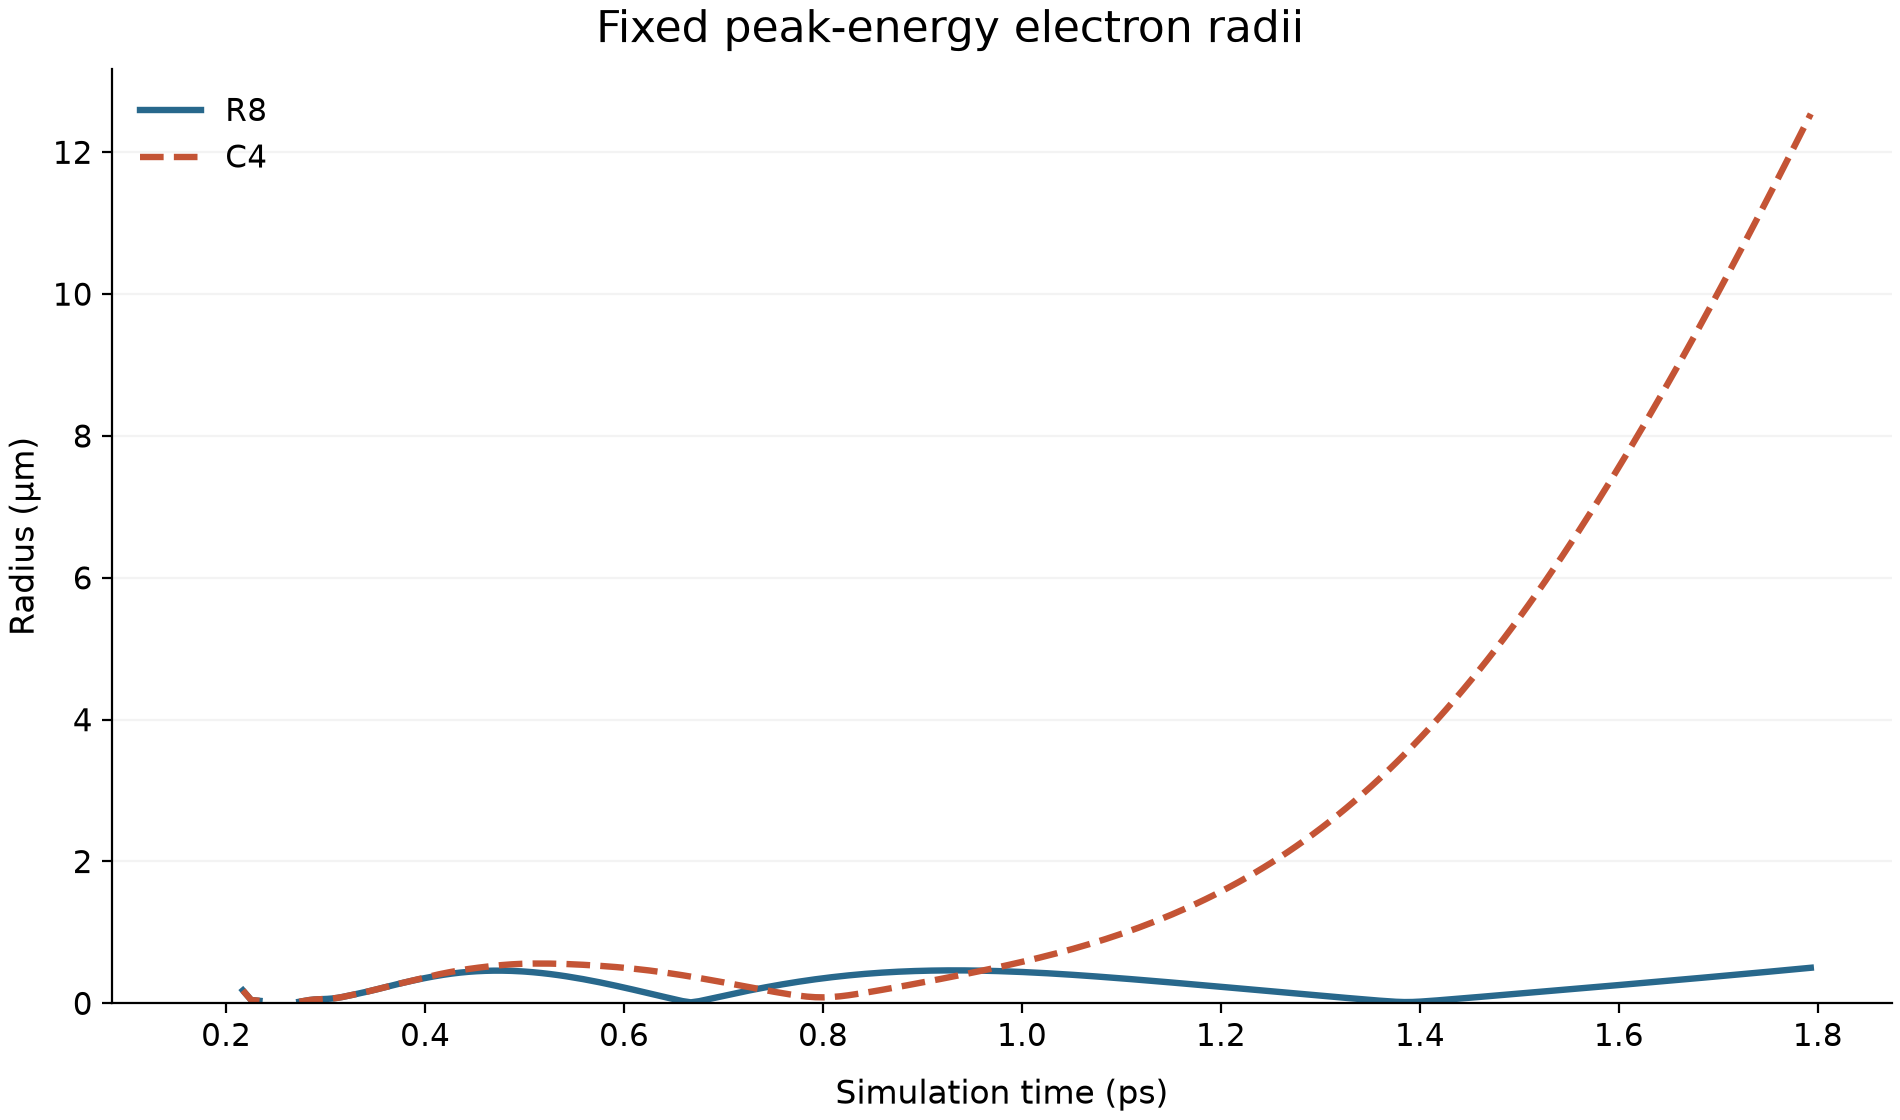 Fixed peak-energy electron radii
R8
C4
12
10
8
6
4
2
0
Radius (μm)
0.2 0.4 0.6 0.8 1.0 1.2 1.4 1.6 1.8
Simulation time (ps)